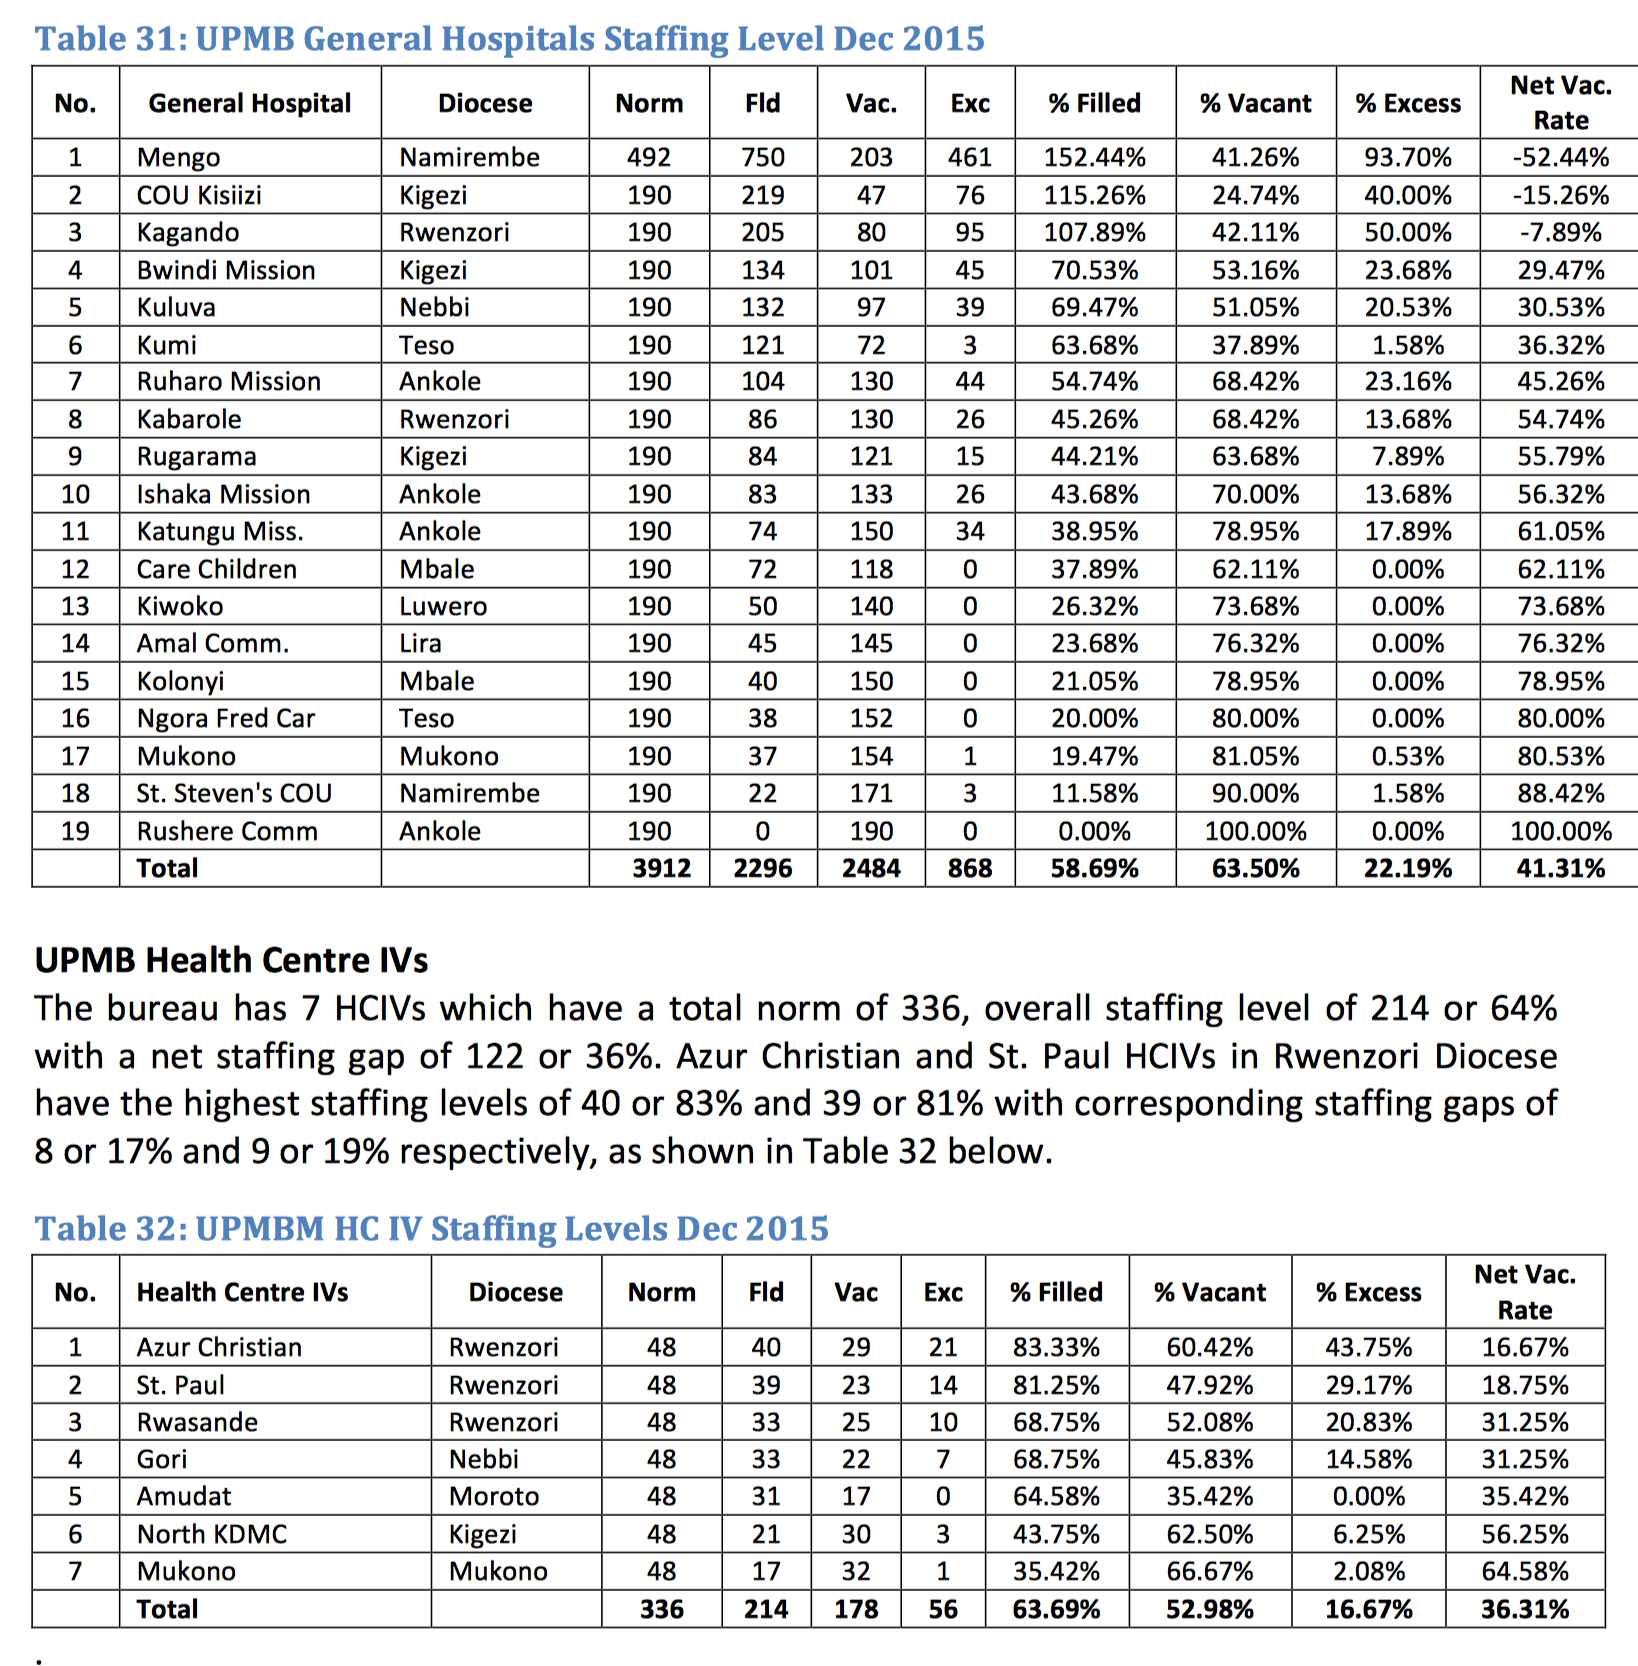 Table 31: UPMB General Hospitals Staffing Level Dec 2015
No. General Hospital Diocese Norm Fld Vac. Exc % Filled % Vacant % Excess Net Vac. Rate
1 Mengo Namirembe 492 750 203 461 152.44% 41.26% 93.70% -52.44%
2 COU Kisiizi Kigezi 190 219 47 76 115.26% 24.74% 40.00% -15.26%
3 Kagando Rwenzori 190 205 80 95 107.89% 42.11% 50.00% -7.89%
4 Bwindi Mission Kigezi 190 134 101 45 70.53% 53.16% 23.68% 29.47%
5 Kuluva Nebbi 190 132 97 39 69.47% 51.05% 20.53% 30.53%
6 Kumi Teso 190 121 72 3 63.68% 37.89% 1.58% 36.32%
7 Ruharo Mission Ankole 190 104 130 44 54.74% 68.42% 23.16% 45.26%
8 Kabarole Rwenzori 190 86 130 26 45.26% 68.42% 13.68% 54.74%
9 Rugarama Kigezi 190 84 121 15 44.21% 63.68% 7.89% 55.79%
10 Ishaka Mission Ankole 190 83 133 26 43.68% 70.00% 13.68% 56.32%
11 Katungu Miss. Ankole 190 74 150 34 38.95% 78.95% 17.89% 61.05%
12 Care Children Mbale 190 72 118 0 37.89% 62.11% 0.00% 62.11%
13 Kiwoko Luwero 190 50 140 0 26.32% 73.68% 0.00% 73.68%
14 Amal Comm. Lira 190 45 145 0 23.68% 76.32% 0.00% 76.32%
15 Kolonyi Mbale 190 40 150 0 21.05% 78.95% 0.00% 78.95%
16 Ngora Fred Car Teso 190 38 152 0 20.00% 80.00% 0.00% 80.00%
17 Mukono Mukono 190 37 154 1 19.47% 81.05% 0.53% 80.53%
18 St. Steven's COU Namirembe 190 22 171 3 11.58% 90.00% 1.58% 88.42%
19 Rushere Comm Ankole 190 0 190 0 0.00% 100.00% 0.00% 100.00%
Total 3912 2296 2484 868 58.69% 63.50% 22.19% 41.31%
UPMB Health Centre IVs
The bureau has 7 HCIVs which have a total norm of 336, overall staffing level of 214 or 64%
with a net staffing gap of 122 or 36%. Azur Christian and St. Paul HCIVs in Rwenzori Diocese
have the highest staffing levels of 40 or 83% and 39 or 81% with corresponding staffing gaps of
8 or 17% and 9 or 19% respectively, as shown in Table 32 below.
Table 32: UPMBM HC IV Staffing Levels Dec 2015
No. Health Centre IVs Diocese Norm Fld Vac Exc % Filled % Vacant % Excess Net Vac. Rate
1 Azur Christian Rwenzori 48 40 29 21 83.33% 60.42% 43.75% 16.67%
2 St. Paul Rwenzori 48 39 23 14 81.25% 47.92% 29.17% 18.75%
3 Rwasande Rwenzori 48 33 25 10 68.75% 52.08% 20.83% 31.25%
4 Gori Nebbi 48 33 22 7 68.75% 45.83% 14.58% 31.25%
5 Amudat Moroto 48 31 17 0 64.58% 35.42% 0.00% 35.42%
6 North KDMC Kigezi 48 21 30 3 43.75% 62.50% 6.25% 56.25%
7 Mukono Mukono 48 17 32 1 35.42% 66.67% 2.08% 64.58%
Total 336 214 178 56 63.69% 52.98% 16.67% 36.31%
.